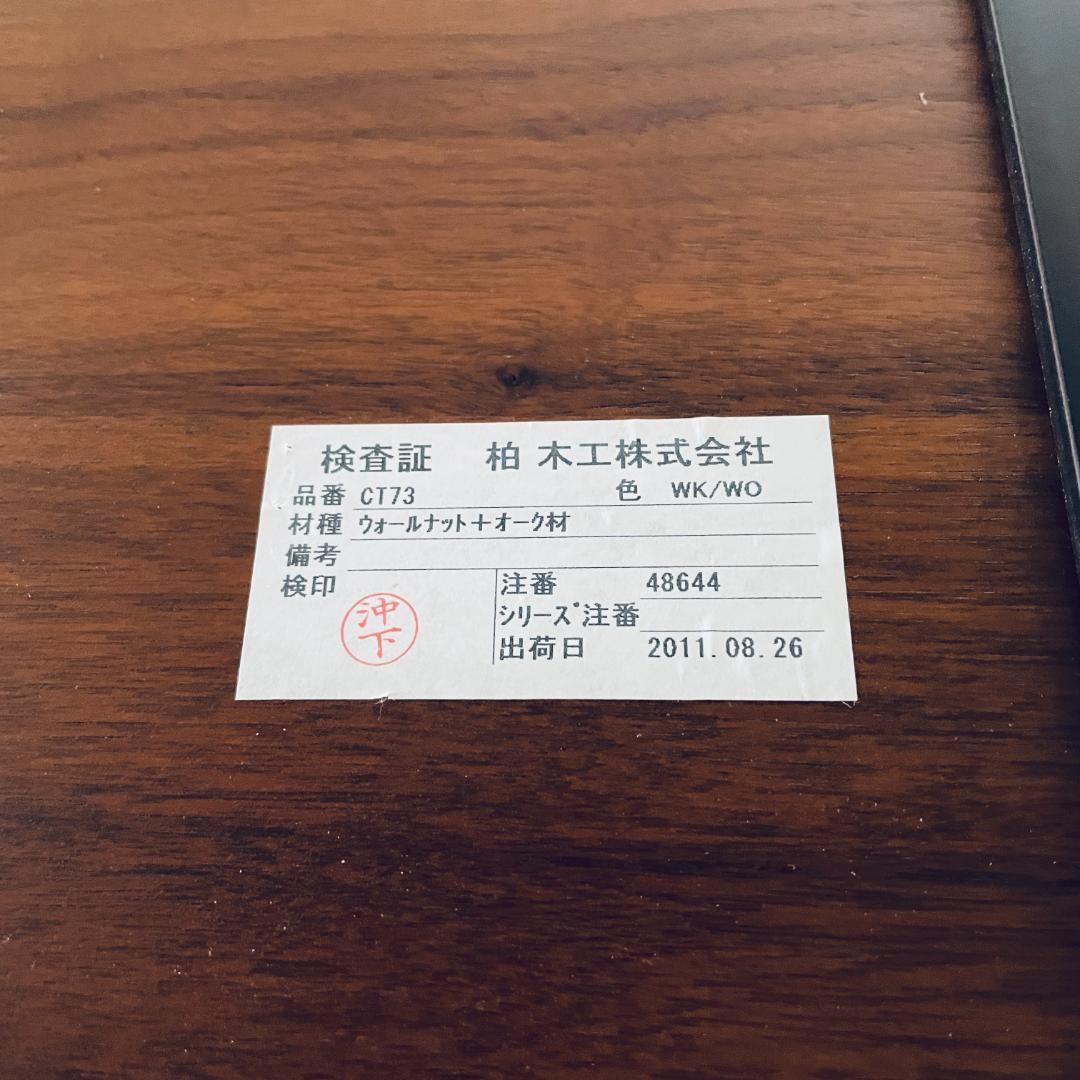 検査証 柏木工株式会社
品番 CT73 色 WK/WO
材種 ｳｫｰﾙﾅｯﾄ+ｵｰｸ材
備考
検印
沖下
注番 48644
ｼﾘｰｽﾞ注番
出荷日 2011.08.26